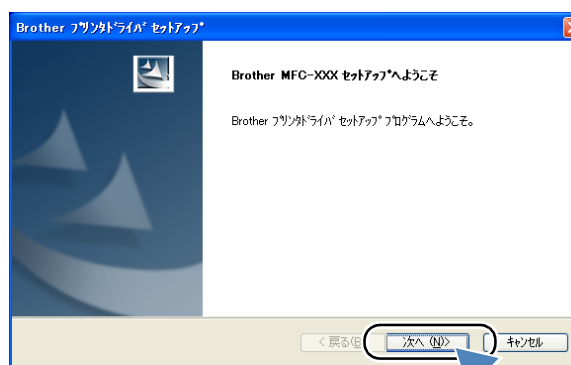 Brother プリンタドライバ セットアップ
Brother MFC-XXX セットアップへようこそ
Brother プリンタドライバ セットアップ プログラムへようこそ。
< 戻る(B
次へ (N)>
キャンセル